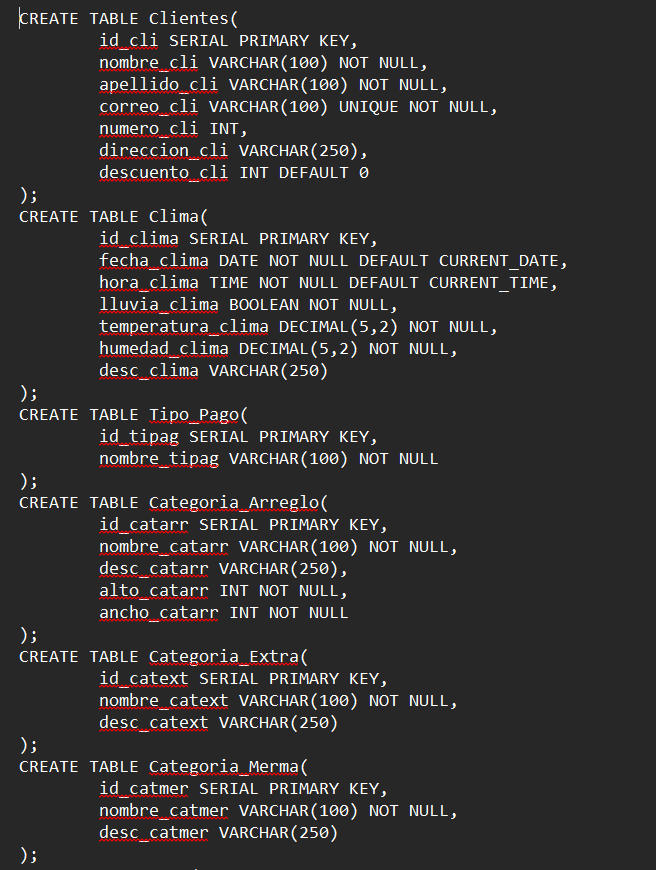 CREATE TABLE Clientes(
id_cli SERIAL PRIMARY KEY,
nombre_cli VARCHAR(100) NOT NULL,
apellido_cli VARCHAR(100) NOT NULL,
correo_cli VARCHAR(100) UNIQUE NOT NULL,
numero_cli INT,
direccion_cli VARCHAR(250),
descuento_cli INT DEFAULT 0
);
CREATE TABLE Clima(
id_clima SERIAL PRIMARY KEY,
fecha_clima DATE NOT NULL DEFAULT CURRENT_DATE,
hora_clima TIME NOT NULL DEFAULT CURRENT_TIME,
lluvia_clima BOOLEAN NOT NULL,
temperatura_clima DECIMAL(5,2) NOT NULL,
humedad_clima DECIMAL(5,2) NOT NULL,
desc_clima VARCHAR(250)
);
CREATE TABLE Tipo_Pago(
id_tipag SERIAL PRIMARY KEY,
nombre_tipag VARCHAR(100) NOT NULL
);
CREATE TABLE Categoria_Arreglo(
id_catarr SERIAL PRIMARY KEY,
nombre_catarr VARCHAR(100) NOT NULL,
desc_catarr VARCHAR(250),
alto_catarr INT NOT NULL,
ancho_catarr INT NOT NULL
);
CREATE TABLE Categoria_Extra(
id_catext SERIAL PRIMARY KEY,
nombre_catext VARCHAR(100) NOT NULL,
desc_catext VARCHAR(250)
);
CREATE TABLE Categoria_Merma(
id_catmer SERIAL PRIMARY KEY,
nombre_catmer VARCHAR(100) NOT NULL,
desc_catmer VARCHAR(250)
);